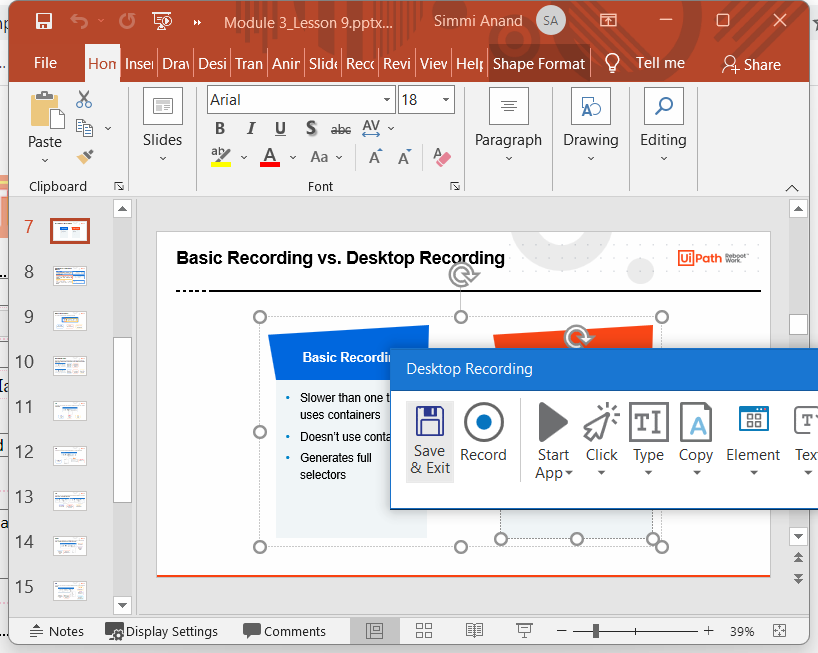 Module 3_Lesson 9.pptx...
Simmi Anand
SA
File
Hon
Inser
Drav
Desi
Tran
Anir
Slide
Recc
Revi
View
Help
Shape Format
Tell me
Share
Paste
Clipboard
Slides
Arial
18
B I U S abc AV
ab A Aa A A A
Font
Paragraph
Drawing
Editing
7
8
9
10
11
12
13
14
15
Basic Recording vs. Desktop Recording
UiPath Reboot Work.
Basic Recordin
• Slower than one t
uses containers
• Doesn't use conta
• Generates full
selectors
Desktop Recording
Save
& Exit
Record
Start
App
Click
Type
Copy
Element
Text
Notes
Display Settings
Comments
39%